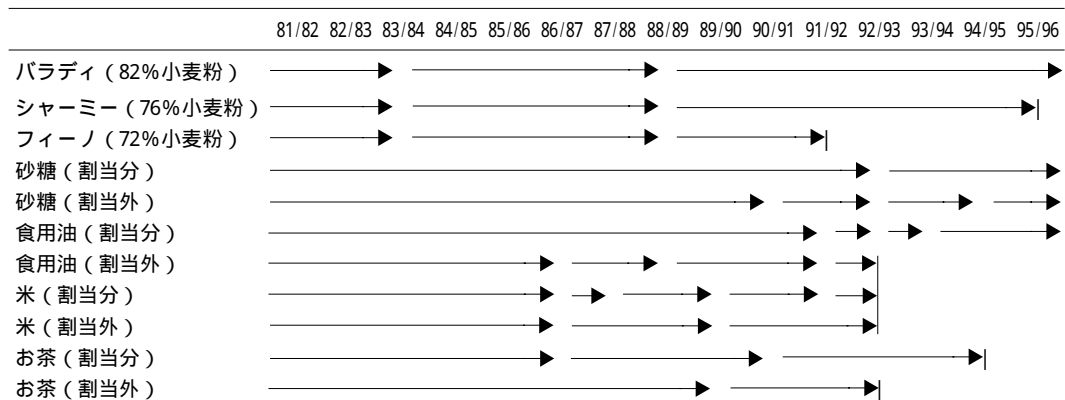 81/82 82/83 83/84 84/85 85/86 86/87 87/88 88/89 89/90 90/91 91/92 92/93 93/94 94/95 95/96
バラディ（82%小麦粉）
シャーミー（76%小麦粉）
フィーノ（72%小麦粉）
砂糖（割当分）
砂糖（割当外）
食用油（割当分）
食用油（割当外）
米（割当分）
米（割当外）
お茶（割当分）
お茶（割当外）